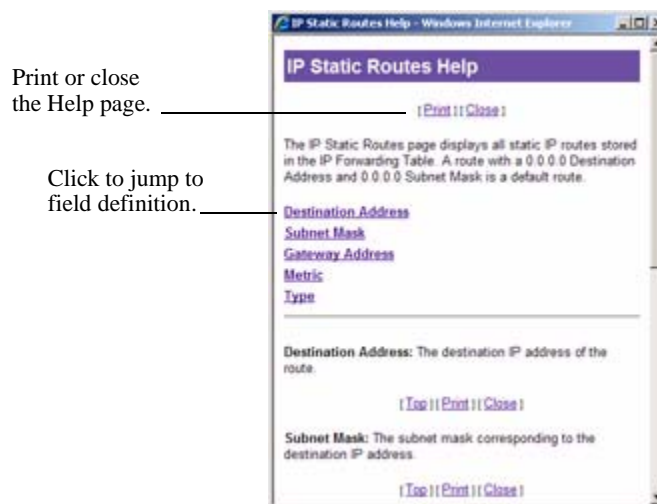 IP Static Routes Help - Windows Internet Explorer
IP Static Routes Help
Print or close
the Help page.
[ Print ] [ Close ]
The IP Static Routes page displays all static IP routes stored
in the IP Forwarding Table. A route with a 0.0.0.0 Destination
Address and 0.0.0.0 Subnet Mask is a default route.
Click to jump to
field definition.
Destination Address
Subnet Mask
Gateway Address
Metric
Type
Destination Address: The destination IP address of the
route.
[ Top ] [ Print ] [ Close ]
Subnet Mask: The subnet mask corresponding to the
destination IP address.
[ Top ] [ Print ] [ Close ]